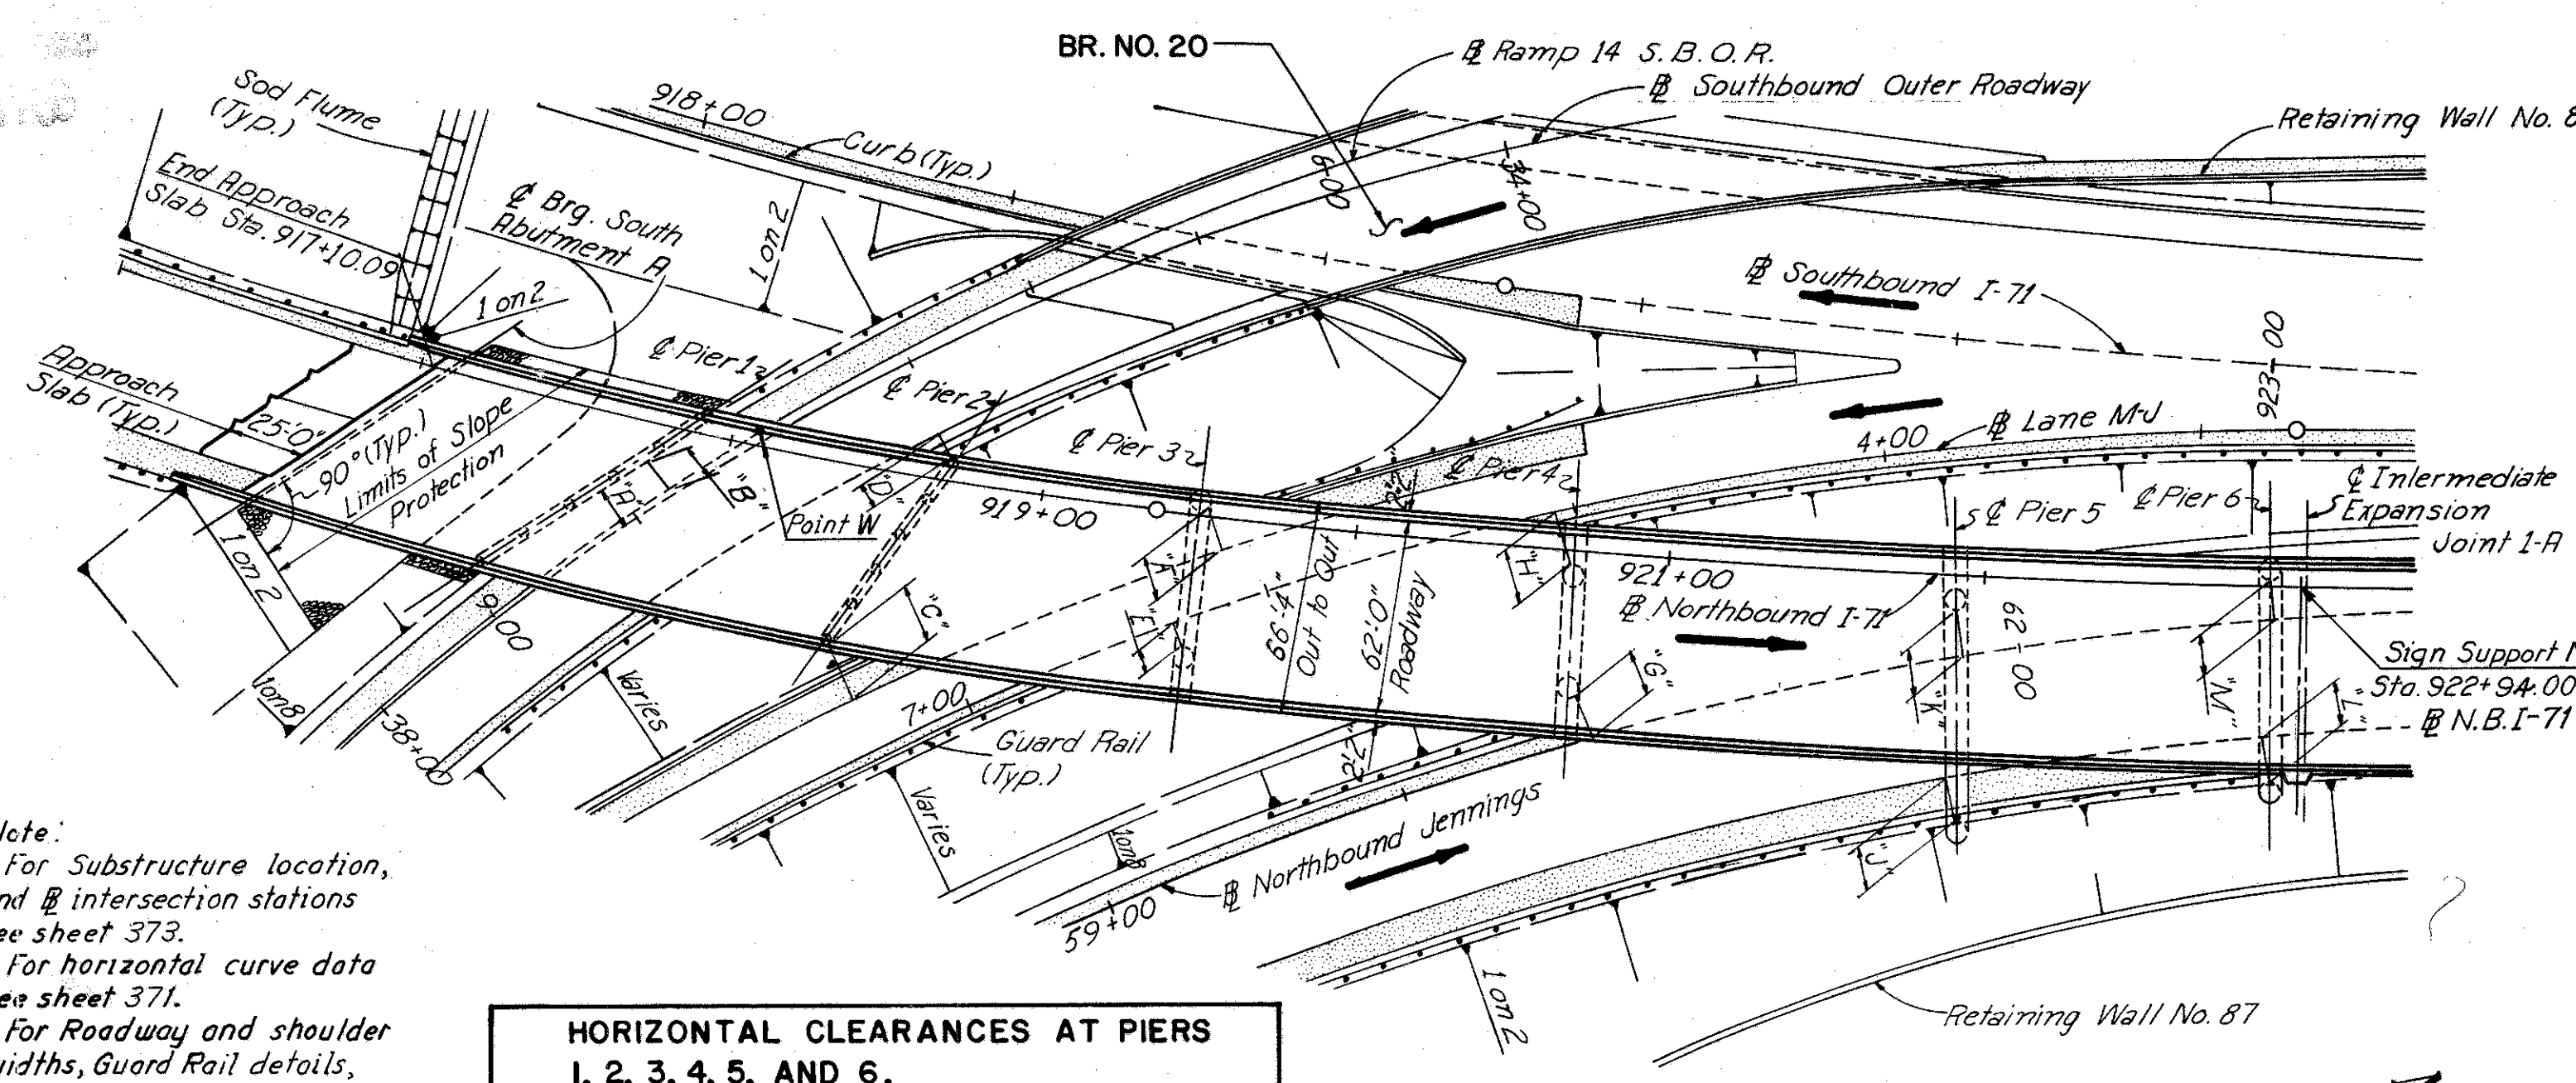 BR. NO. 20
℄ Ramp 14 S.B.O.R.
℄ Southbound Outer Roadway
Retaining Wall No. 8
Sod Flume
(Typ.)
918+00
Curb (Typ.)
End Approach
Slab Sta. 917+10.09
℄ Brg. South
Abutment A
1 on 2
1 on 2
6+00
34+00
℄ Southbound I-71
923+00
Approach
Slab (Typ.)
25'-0"
90° (Typ.)
Limits of Slope
Protection
1 on 2
℄ Pier 1
℄ Pier 2
℄ Pier 3
℄ Pier 4
4+00
℄ Lane M-J
℄ Pier 5
℄ Pier 6
℄ Intermediate
Expansion
Joint 1-A
"B"
"D"
Point W
919+00
2'-2"
"A"
"E"
"H"
66'-4"
Out to Out
62'-0"
Roadway
921+00
℄ Northbound I-71
"C"
"G"
"K"
92+00
"M"
"L"
Sign Support
Sta. 922+94.00
℄ N.B. I-71
9+00
1 on 8
38+00
Varies
7+00
Guard Rail
(Typ.)
Varies
1 on 8
2'-2"
59+00
℄ Northbound Jennings
"J"
1 on 2
Retaining Wall No. 87
Note:
For Substructure location,
and ℄ intersection stations
see sheet 373.
For horizontal curve data
see sheet 371.
For Roadway and shoulder
widths, Guard Rail details,
HORIZONTAL CLEARANCES AT PIERS
1, 2, 3, 4, 5, AND 6.